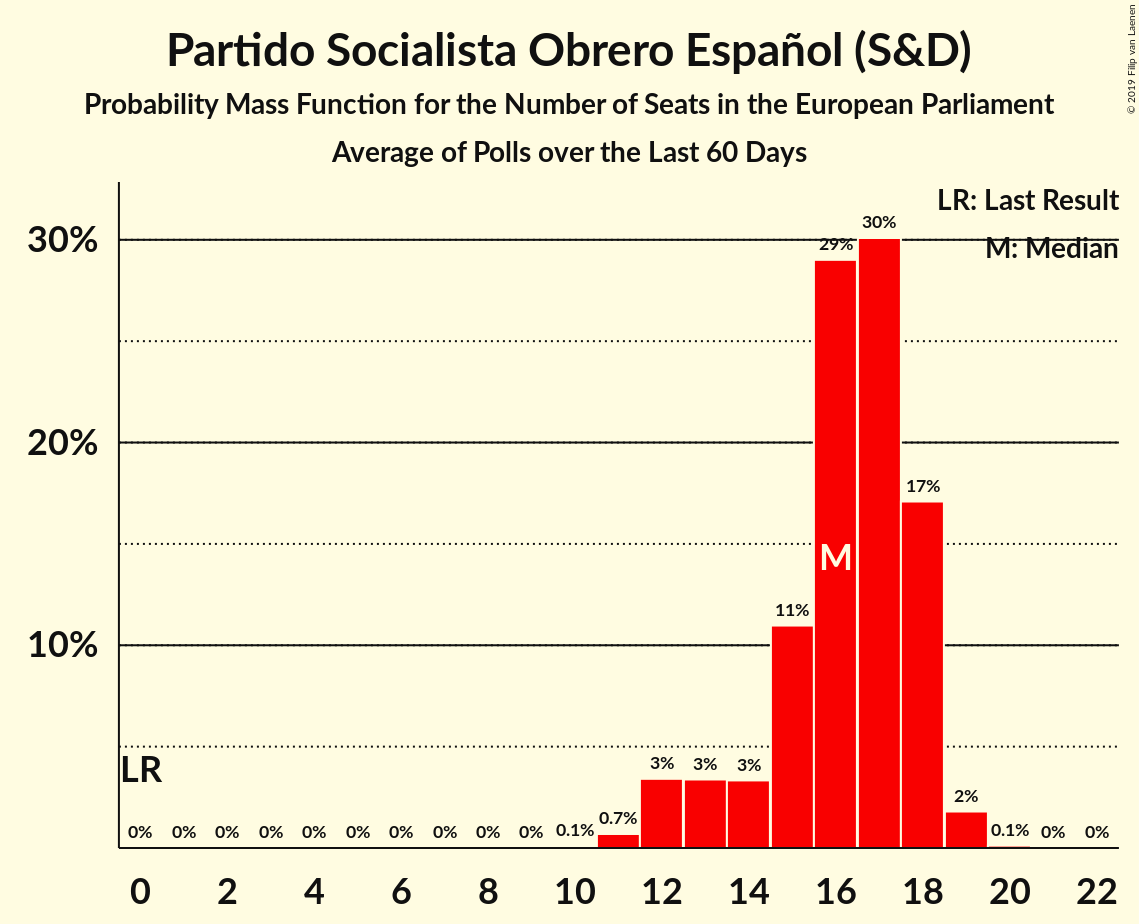 Partido Socialista Obrero Español (S&D)
Probability Mass Function for the Number of Seats in the European Parliament
Average of Polls over the Last 60 Days
© 2019 Filip van Laenen
LR: Last Result
M: Median
30%
20%
10%
LR
M
0% 0% 0% 0% 0% 0% 0% 0% 0% 0% 0.1% 0.7% 3% 3% 3% 11% 29% 30% 17% 2% 0.1% 0% 0%
0 2 4 6 8 10 12 14 16 18 20 22